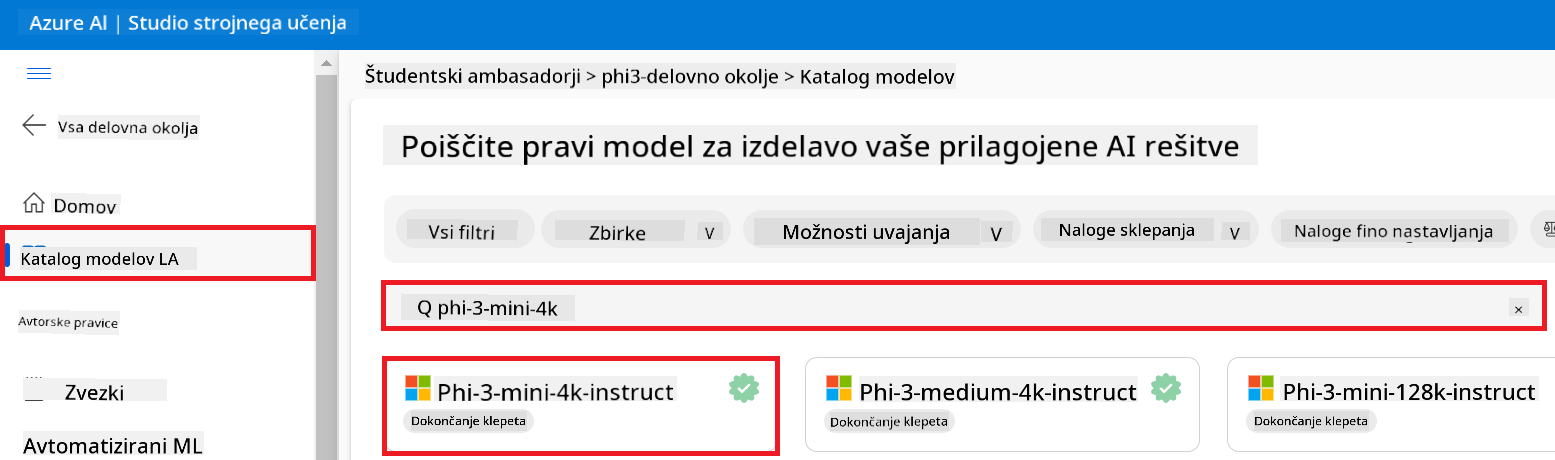 Azure AI | Studio strojnega učenja
Študentski ambasadorji > phi3-delovno okolje > Katalog modelov
Vsa delovna okolja
Domov
Katalog modelov LA
Avtorske pravice
Zvezki
Avtomatizirani ML
Poiščite pravi model za izdelavo vaše prilagojene AI rešitve
Vsi filtri
Zbirke V
Možnosti uvajanja V
Naloge sklepanja V
Naloge fino nastavljanja
Q phi-3-mini-4k ×
Phi-3-mini-4k-instruct
Dokončanje klepeta
Phi-3-medium-4k-instruct
Dokončanje klepeta
Phi-3-mini-128k-instruct
Dokončanje klepeta